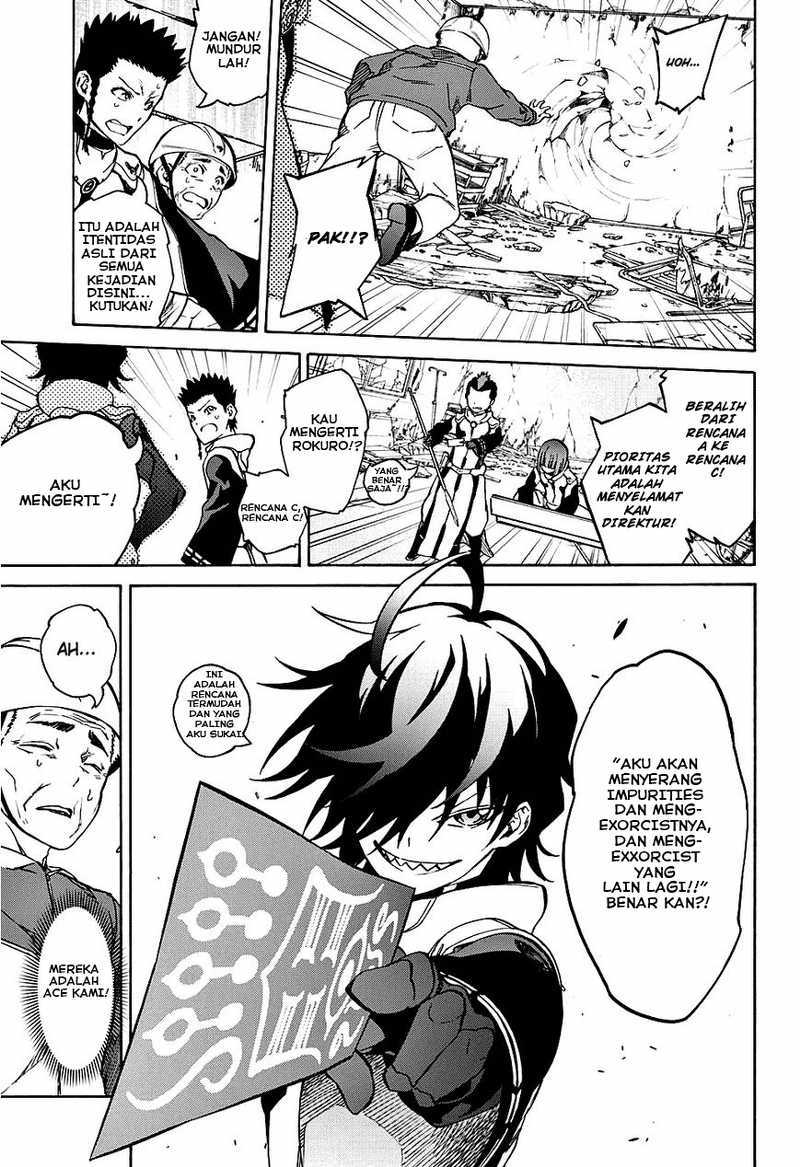 UOH...
PAK!!?
JANGAN!
MUNDUR
LAH!
ITU ADALAH
ITENTIDAS
ASLI DARI
SEMUA
KEJADIAN
DISINI...
KUTUKAN!
BERALIH
DARI
RENCANA
A KE
RENCANA
C!
PIORITAS
UTAMA KITA
ADALAH
MENYELAMAT
KAN
DIREKTUR!
YANG
BENAR
SAJA~!!?
KAU
MENGERTI
ROKURO!?
RENCANA C,
RENCANA C!
AKU
MENGERTI~!
"AKU AKAN
MENYERANG
IMPURITIES
DAN MENG-
EXORCISTNYA,
DAN MENG-
EXXORCIST
YANG
LAIN LAGI!!"
BENAR KAN?!
INI
ADALAH
RENCANA
TERMUDAH
DAN YANG
PALING
AKU SUKAI
AH...
MEREKA
ADALAH
ACE KAMI!